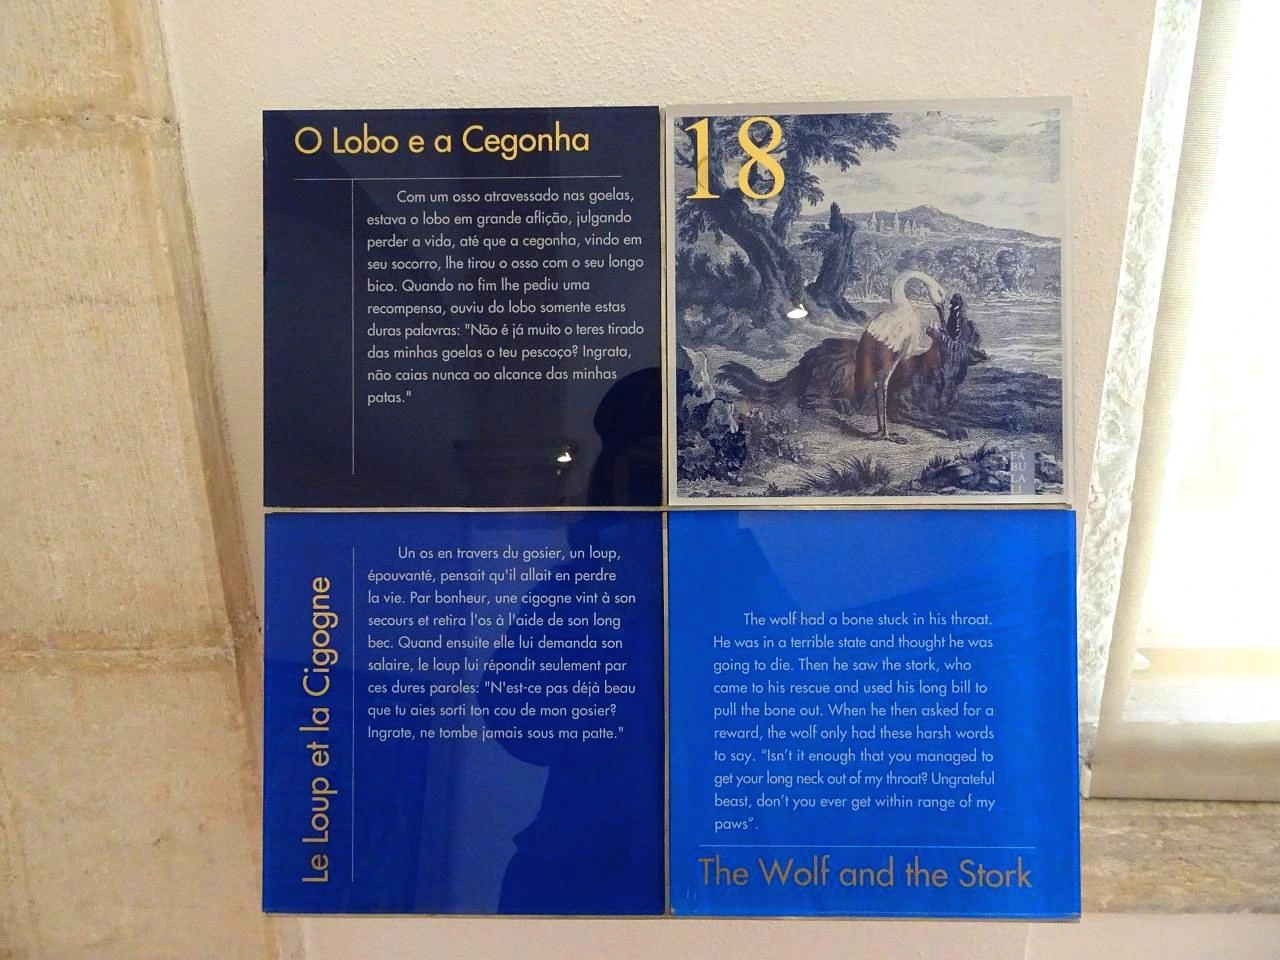 O Lobo e a Cegonha
Com um osso atravessado nas goelas,
estava o lobo em grande aflição, julgando
perder a vida, até que a cegonha, vindo em
seu socorro, lhe tirou o osso com o seu longo
bico. Quando no fim lhe pediu uma
recompensa, ouviu do lobo somente estas
duras palavras: "Não é já muito o teres tirado
das minhas goelas o teu pescoço? Ingrata,
não caias nunca ao alcance das minhas
patas."
18
FÁ
BU
LA
Le Loup et la Cigogne
Un os en travers du gosier, un loup,
épouvanté, pensait qu'il allait en perdre
la vie. Par bonheur, une cigogne vint à son
secours et retira l'os à l'aide de son long
bec. Quand ensuite elle lui demanda son
salaire, le loup lui répondit seulement par
ces dures paroles: "N'est-ce pas déjà beau
que tu aies sorti ton cou de mon gosier?
Ingrate, ne tombe jamais sous ma patte."
The wolf had a bone stuck in his throat.
He was in a terrible state and thought he was
going to die. Then he saw the stork, who
came to his rescue and used his long bill to
pull the bone out. When he then asked for a
reward, the wolf only had these harsh words
to say. “Isn’t it enough that you managed to
get your long neck out of my throat? Ungrateful
beast, don’t you ever get within range of my
paws”.
The Wolf and the Stork